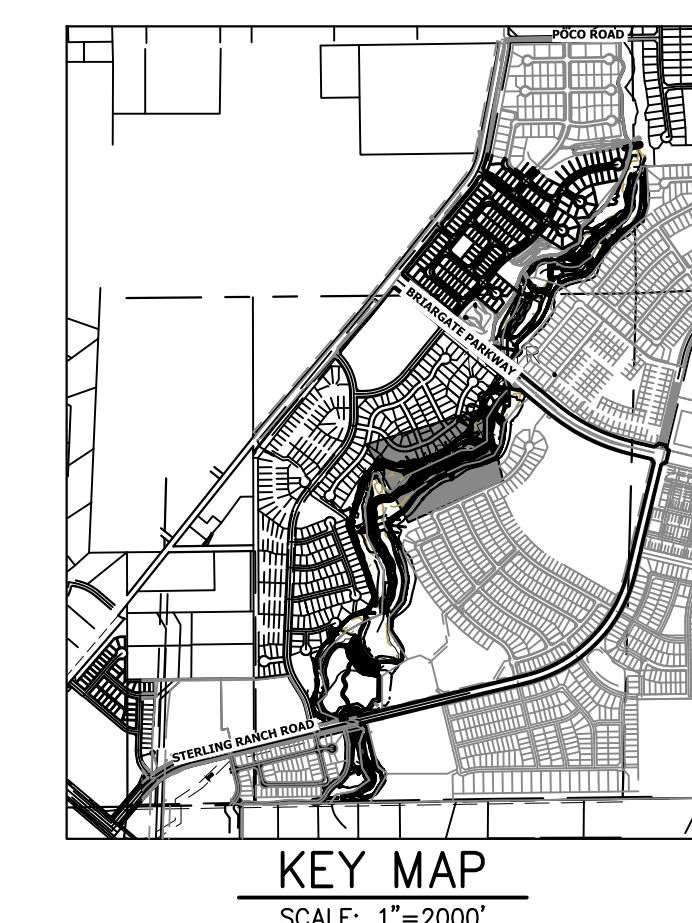 POCO ROAD
BRIARGATE PARKWAY
STERLING RANCH ROAD
KEY MAP
SCALE: 1"=2000'